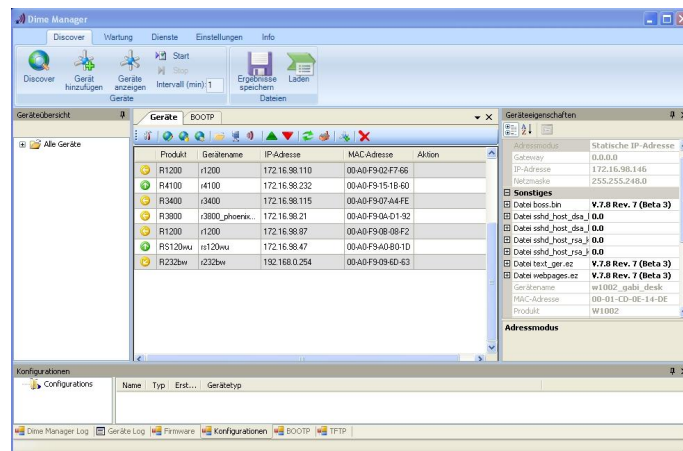 Dime Manager
Discover Wartung Dienste Einstellungen Info
Discover
Gerät hinzufügen
Geräte anzeigen
Start
Stop
Intervall (min): 1
Ergebnisse speichern
Laden
Geräte
Dateien
Geräteübersicht
Alle Geräte
Geräte BOOTP
Produkt Gerätename IP-Adresse MAC-Adresse Aktion
R1200 r1200 172.16.98.110 00-A0-F9-02-F7-66
R4100 r4100 172.16.98.232 00-A0-F9-15-1B-60
R3400 r3400 172.16.98.115 00-A0-F9-07-A4-FE
R3800 r3800_phoenix... 172.16.98.21 00-A0-F9-0A-D1-92
R1200 r1200 172.16.98.87 00-A0-F9-0B-08-F2
RS120wu rs120wu 172.16.98.47 00-A0-F9-A0-B0-1D
R232bw r232bw 192.168.0.254 00-A0-F9-09-6D-63
Geräteeigenschaften
Adressmodus Statische IP-Adresse
Gateway 0.0.0.0
IP-Adresse 172.16.98.146
Netzmaske 255.255.248.0
Sonstiges
Datei boss.bin V.7.8 Rev. 7 (Beta 3)
Datei sshd_host_dsa_ 0.0
Datei sshd_host_dsa_ 0.0
Datei sshd_host_rsa_ 0.0
Datei sshd_host_rsa_ 0.0
Datei text_ger.ez V.7.8 Rev. 7 (Beta 3)
Datei webpages.ez V.7.8 Rev. 7 (Beta 3)
Gerätename w1002_gabi_desk
MAC-Adresse 00-01-CD-0E-14-DE
Produkt W1002
Adressmodus
Konfigurationen
Configurations
Name Typ Erst... Gerätetyp
Dime Manager Log Geräte Log Firmware Konfigurationen BOOTP TFTP